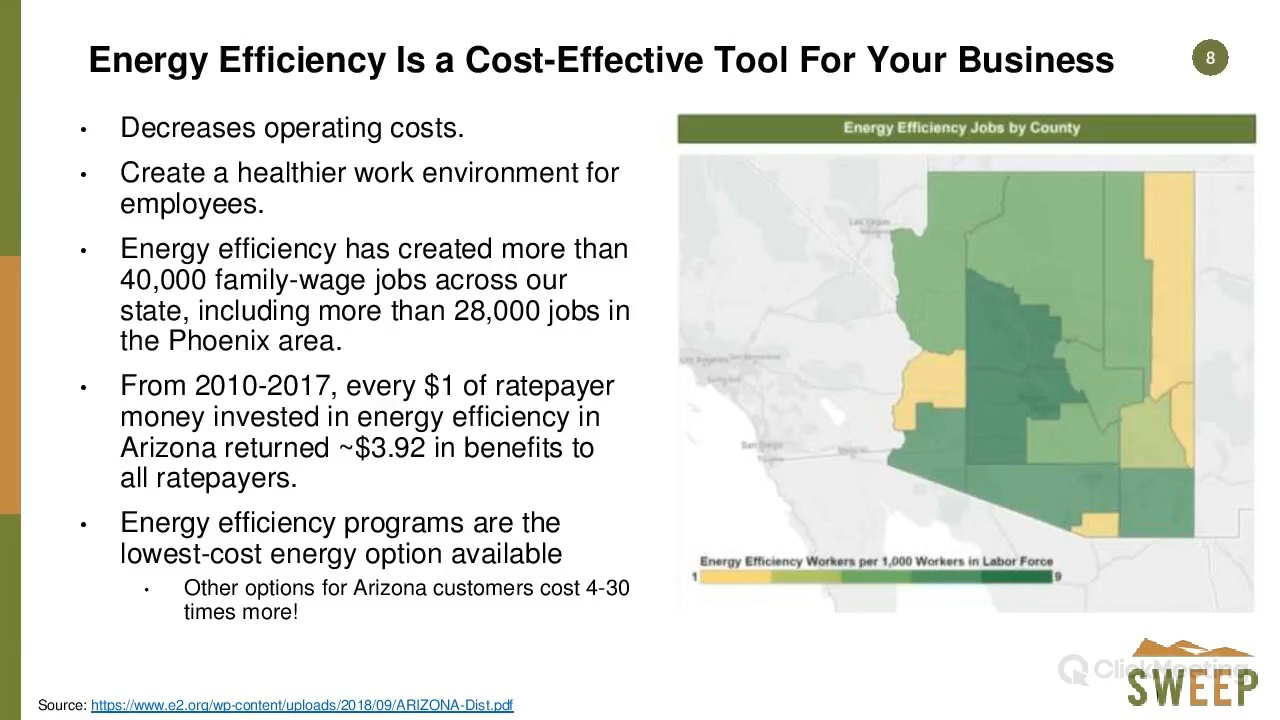 Energy Efficiency Is a Cost-Effective Tool For Your Business
8
• Decreases operating costs.
• Create a healthier work environment for
employees.
• Energy efficiency has created more than
40,000 family-wage jobs across our
state, including more than 28,000 jobs in
the Phoenix area.
• From 2010-2017, every $1 of ratepayer
money invested in energy efficiency in
Arizona returned ~$3.92 in benefits to
all ratepayers.
• Energy efficiency programs are the
lowest-cost energy option available
• Other options for Arizona customers cost 4-30
times more!
Energy Efficiency Jobs by County
Las Vegas
San Diego
Energy Efficiency Workers per 1,000 Workers in Labor Force
1
9
ClickMeeting
SWEEP
Source: https://www.e2.org/wp-content/uploads/2018/09/ARIZONA-Dist.pdf